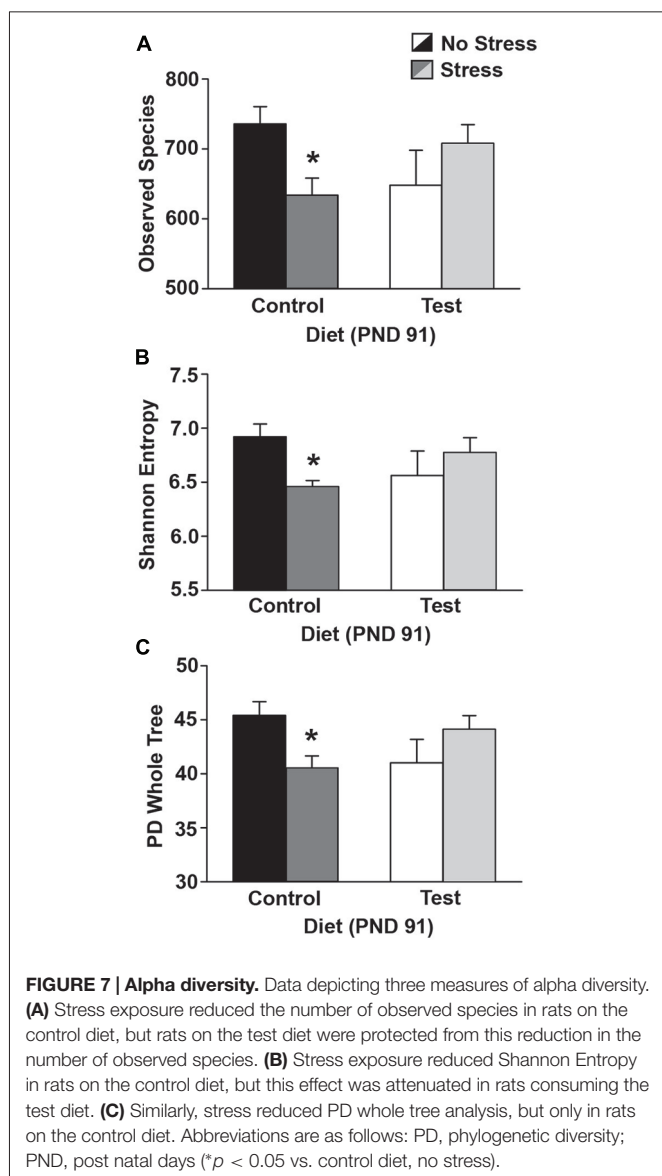 A
No Stress
Stress
800
700
600
500
Observed Species
*
Control
Test
Diet (PND 91)
B
7.5
7.0
6.5
6.0
5.5
Shannon Entropy
*
Control
Test
Diet (PND 91)
C
50
45
40
35
30
PD Whole Tree
*
Control
Test
Diet (PND 91)
FIGURE 7 | Alpha diversity. Data depicting three measures of alpha diversity.
(A) Stress exposure reduced the number of observed species in rats on the
control diet, but rats on the test diet were protected from this reduction in the
number of observed species. (B) Stress exposure reduced Shannon Entropy
in rats on the control diet, but this effect was attenuated in rats consuming the
test diet. (C) Similarly, stress reduced PD whole tree analysis, but only in rats
on the control diet. Abbreviations are as follows: PD, phylogenetic diversity;
PND, post natal days (*p < 0.05 vs. control diet, no stress).